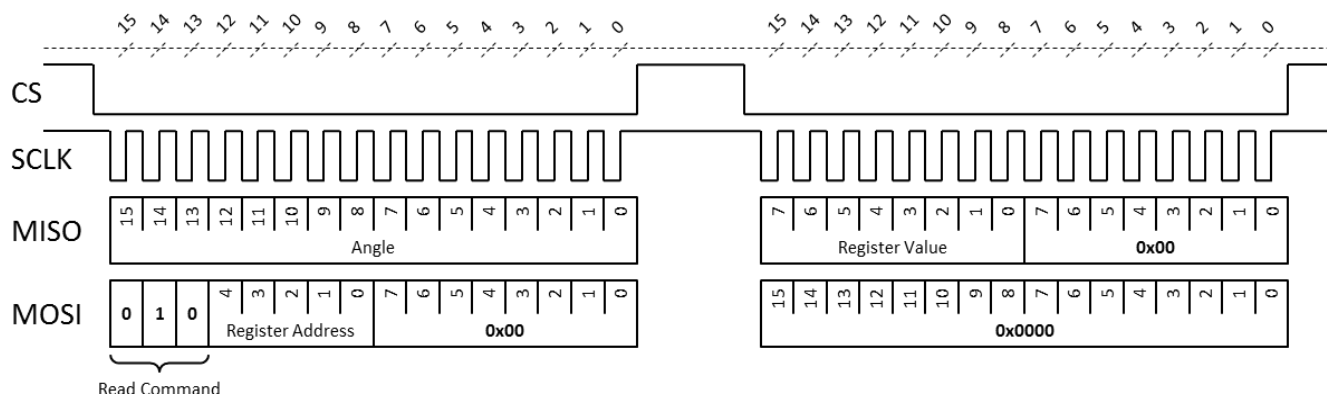 15 14 13 12 11 10 9 8 7 6 5 4 3 2 1 0 15 14 13 12 11 10 9 8 7 6 5 4 3 2 1 0
CS
SCLK
MISO 15 14 13 12 11 10 9 8 7 6 5 4 3 2 1 0 7 6 5 4 3 2 1 0 7 6 5 4 3 2 1 0
Angle Register Value 0x00
MOSI 0 1 0 4 3 2 1 0 7 6 5 4 3 2 1 0 15 14 13 12 11 10 9 8 7 6 5 4 3 2 1 0
Register Address 0x00 0x0000
Read Command